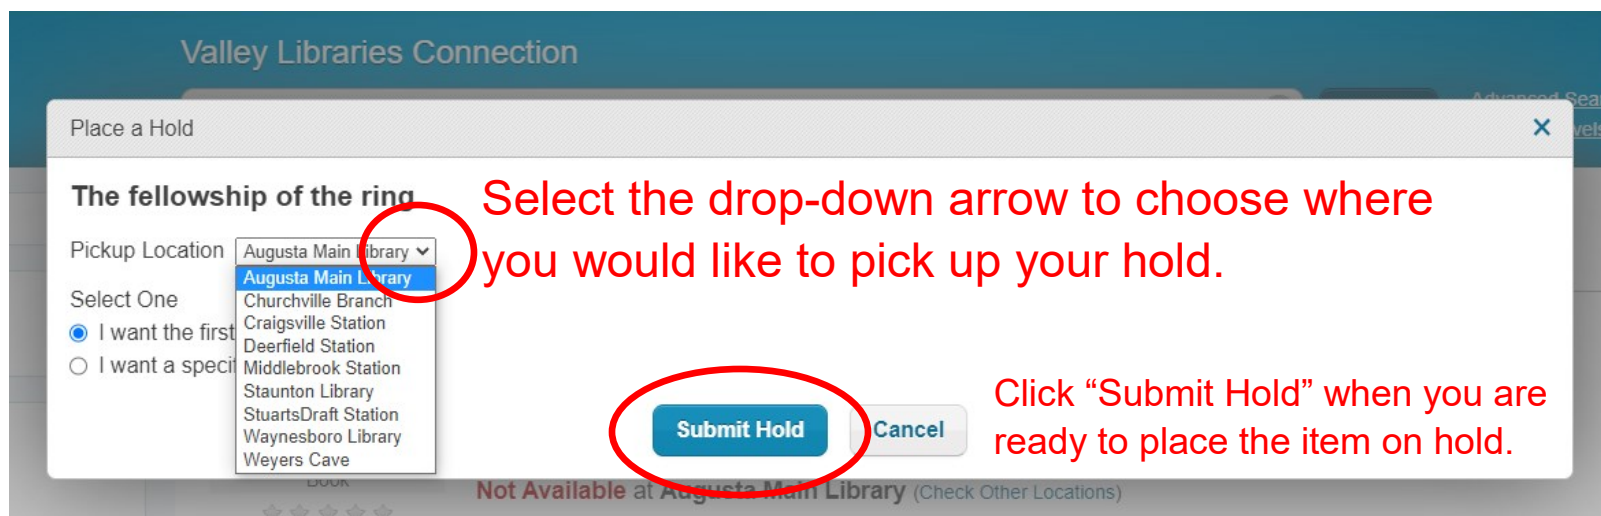 Valley Libraries Connection
Advanced Sea
Place a Hold
×
vels
The fellowship of the ring
Select the drop-down arrow to choose where
you would like to pick up your hold.
Pickup Location Augusta Main Library
Augusta Main Library
Churchville Branch
Craigsville Station
Deerfield Station
Middlebrook Station
Staunton Library
StuartsDraft Station
Waynesboro Library
Weyers Cave
Select One
I want the first
I want a specif
Submit Hold
Cancel
Click “Submit Hold” when you are
ready to place the item on hold.
Book
Not Available at Augusta Main Library (Check Other Locations)